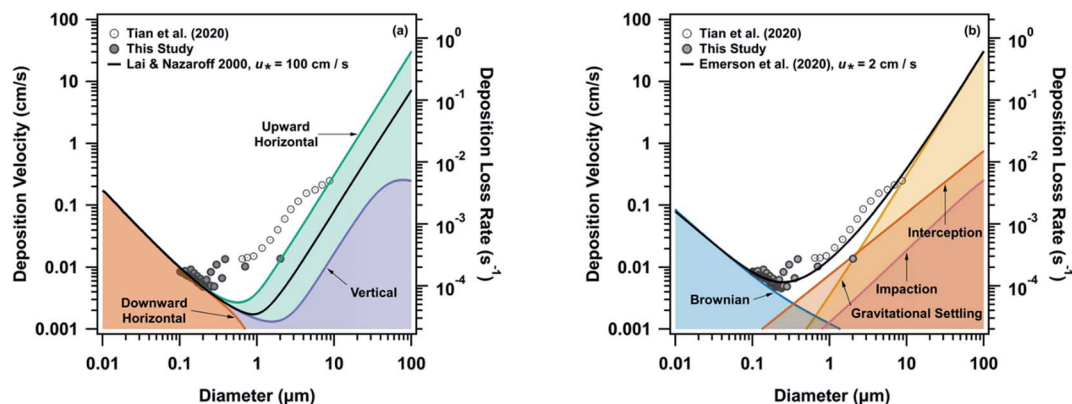 (a)
Tian et al. (2020)
This Study
Lai & Nazaroff 2000, u* = 100 cm / s
Upward
Horizontal
Vertical
Downward
Horizontal
100
10
1
0.1
0.01
0.001
Deposition Velocity (cm/s)
10⁰
10⁻¹
10⁻²
10⁻³
10⁻⁴
Deposition Loss Rate (s⁻¹)
0.01 0.1 1 10 100
Diameter (µm)
(b)
Tian et al. (2020)
This Study
Emerson et al. (2020), u* = 2 cm / s
Interception
Brownian
Impaction
Gravitational Settling
100
10
1
0.1
0.01
0.001
Deposition Velocity (cm/s)
10⁰
10⁻¹
10⁻²
10⁻³
10⁻⁴
Deposition Loss Rate (s⁻¹)
0.01 0.1 1 10 100
Diameter (µm)